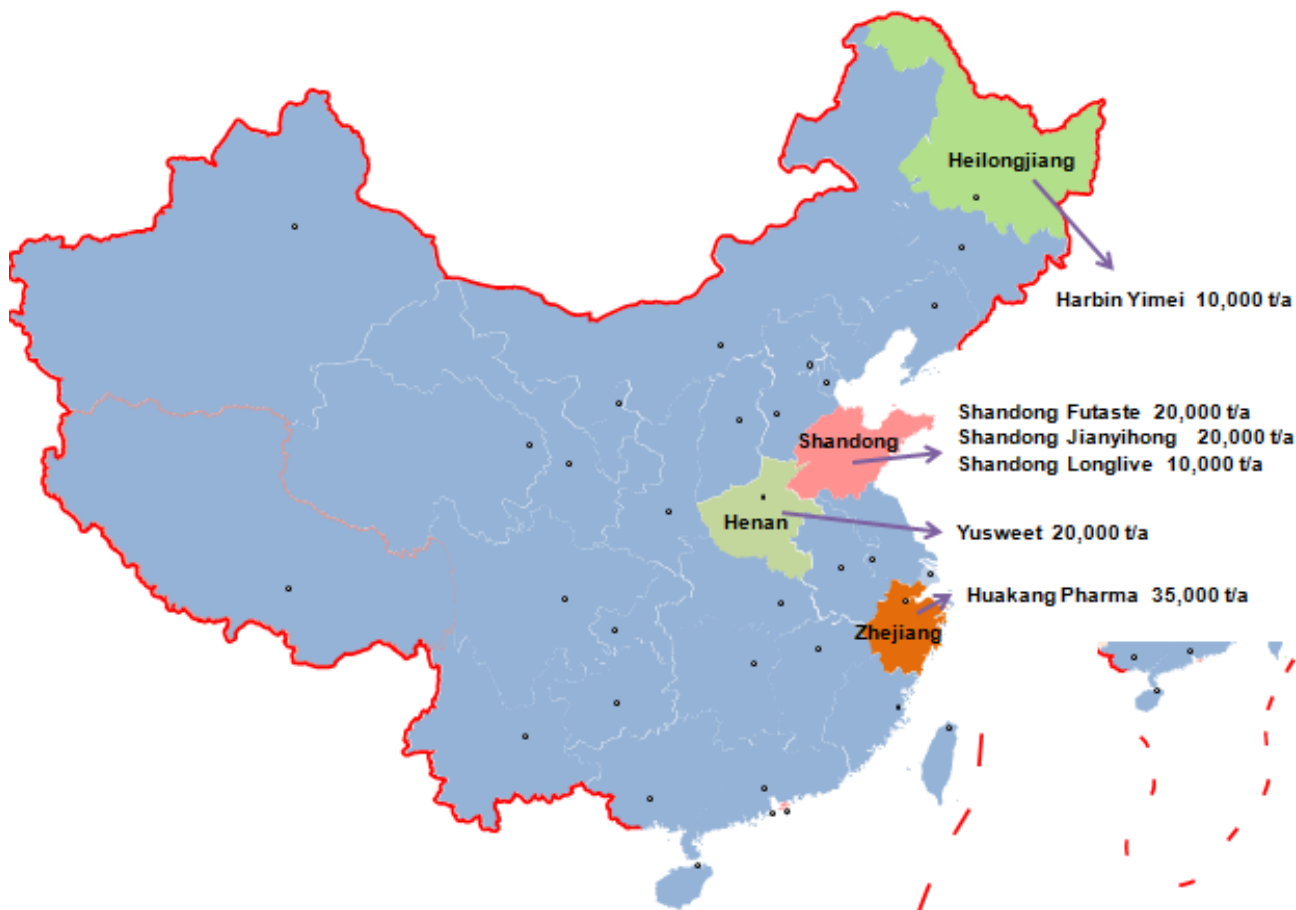 Heilongjiang
Harbin Yimei 10,000 t/a
Shandong Futaste 20,000 t/a
Shandong
Shandong Jianyihong 20,000 t/a
Shandong Longlive 10,000 t/a
Henan
Yusweet 20,000 t/a
Huakang Pharma 35,000 t/a
Zhejiang